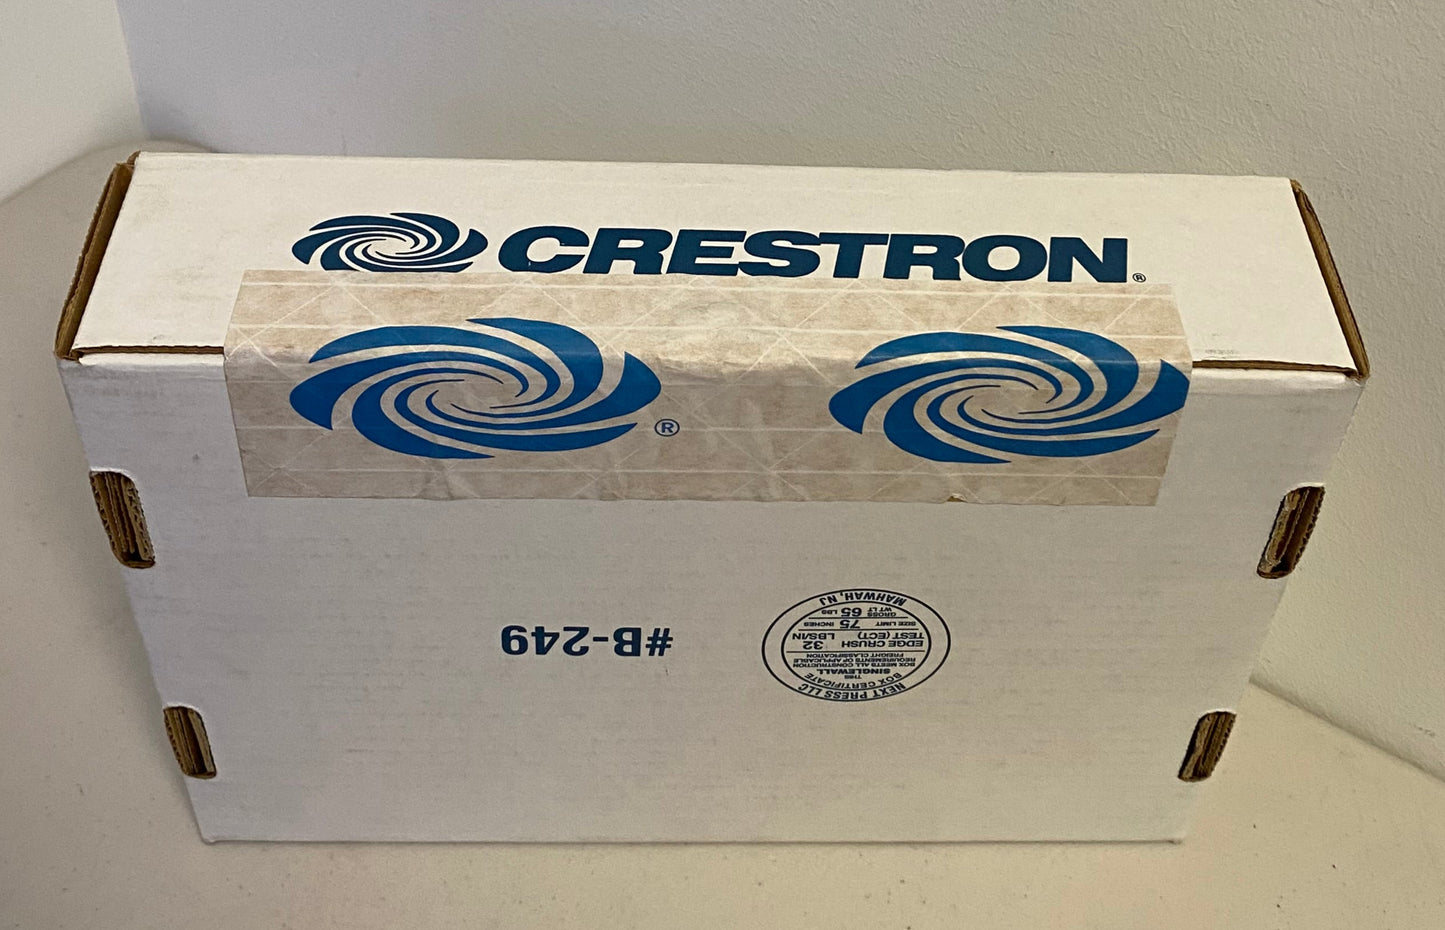 CRESTRON®
®
#B-249
NEXT PRESS LLC
BOX CERTIFICATE
THIS
SINGLEWALL
BOX MEETS ALL CONSTRUCTION
REQUIREMENTS OF APPLICABLE
FREIGHT CLASSIFICATION
EDGE CRUSH TEST (ECT) 32 LBS/IN
SIZE LIMIT 75 INCHES
GROSS WT LT 65 LBS
MAHWAH, NJ